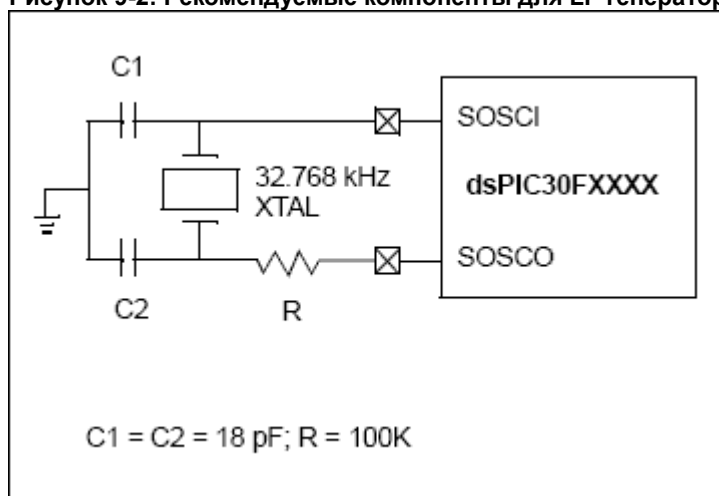 Рисунок 9-2. Рекомендуемые компоненты для LP генератор
C1
SOSCI
32.768 kHz
XTAL
dsPIC30FXXXX
SOSCO
C2
R
C1 = C2 = 18 pF; R = 100K